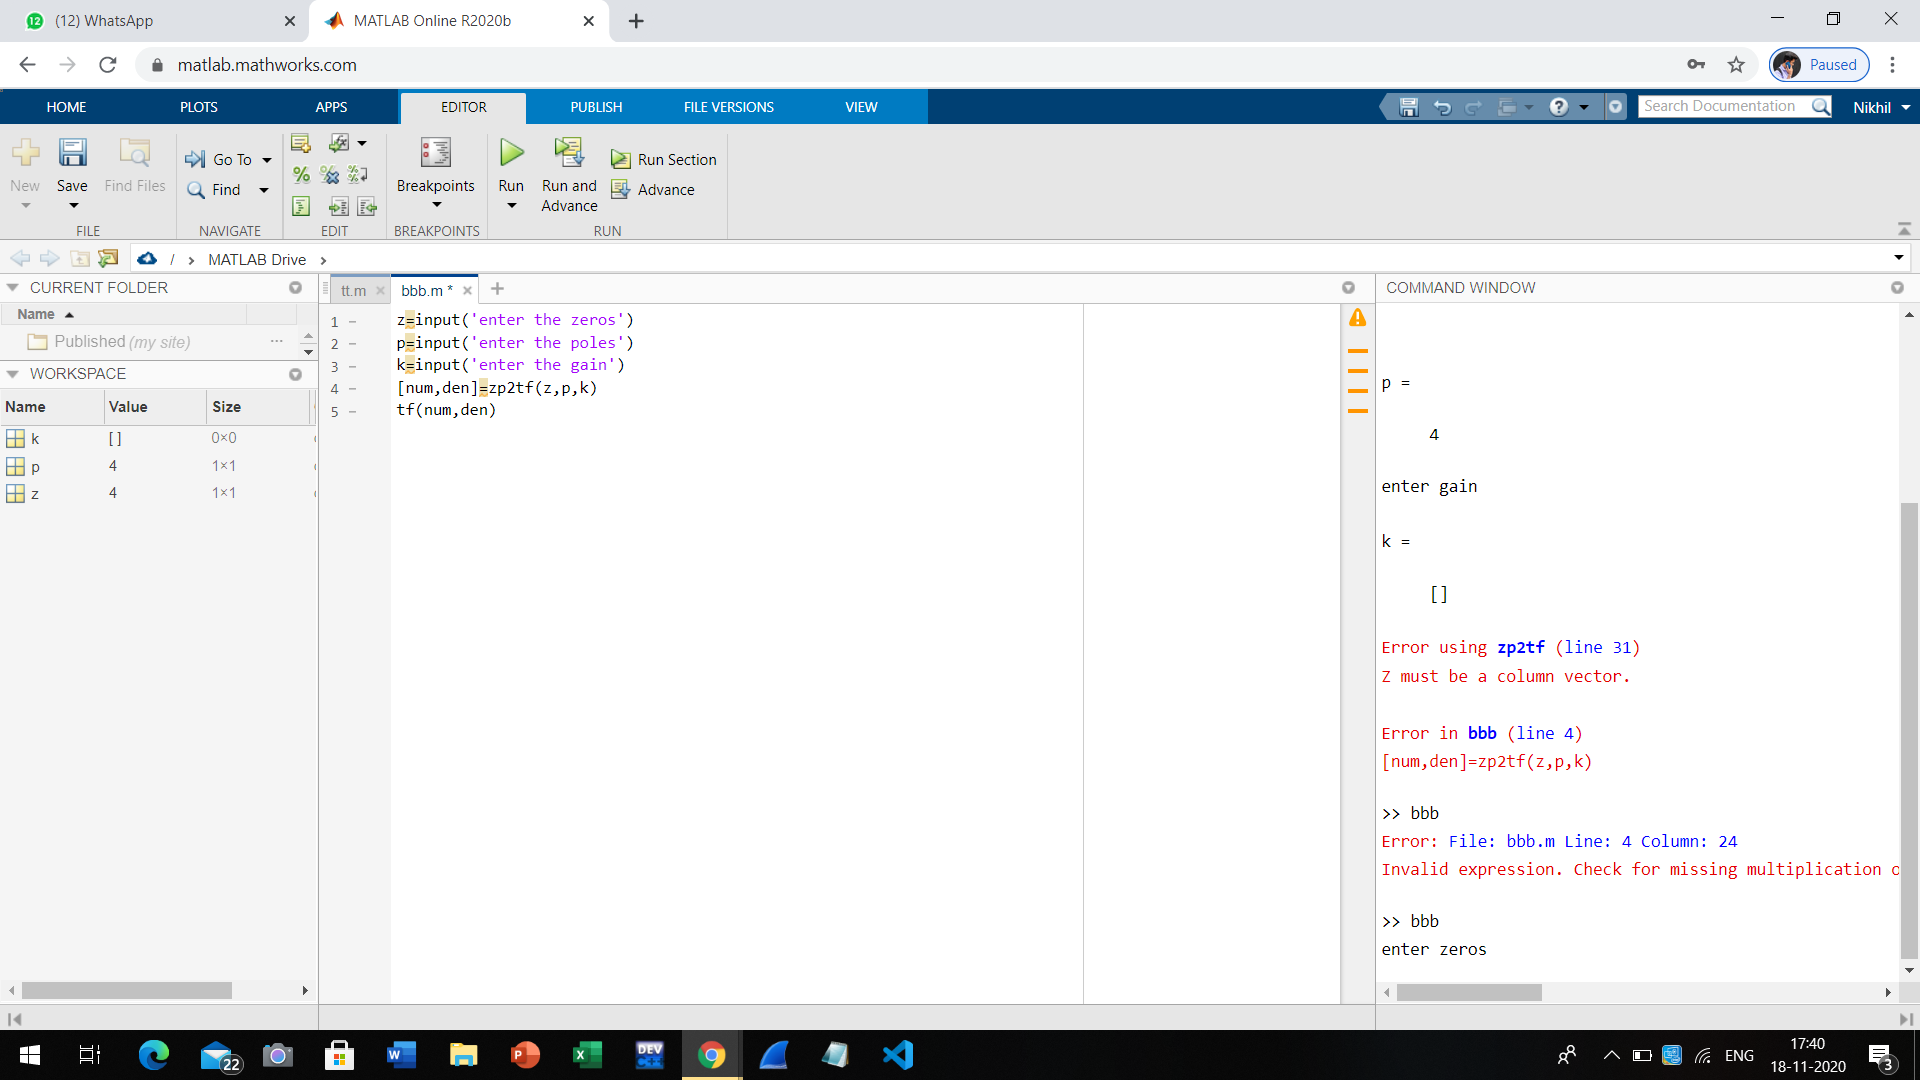 (12) WhatsApp
MATLAB Online R2020b
matlab.mathworks.com
Paused
HOME
PLOTS
APPS
EDITOR
PUBLISH
FILE VERSIONS
VIEW
Search Documentation
Nikhil
New
Save
Find Files
Go To
Find
Breakpoints
Run
Run and
Advance
Run Section
Advance
FILE
NAVIGATE
EDIT
BREAKPOINTS
RUN
/ › MATLAB Drive ›
CURRENT FOLDER
Name
Published (my site)
WORKSPACE
Name Value Size
k [ ] 0×0
p 4 1×1
z 4 1×1
tt.m
bbb.m *
1 z=input('enter the zeros')
2 p=input('enter the poles')
3 k=input('enter the gain')
4 [num,den]=zp2tf(z,p,k)
5 tf(num,den)
COMMAND WINDOW
p =
4
enter gain
k =
[]
Error using zp2tf (line 31)
Z must be a column vector.
Error in bbb (line 4)
[num,den]=zp2tf(z,p,k)
>> bbb
Error: File: bbb.m Line: 4 Column: 24
Invalid expression. Check for missing multiplication o
>> bbb
enter zeros
22
DEV
C++
ENG
17:40
18-11-2020
3